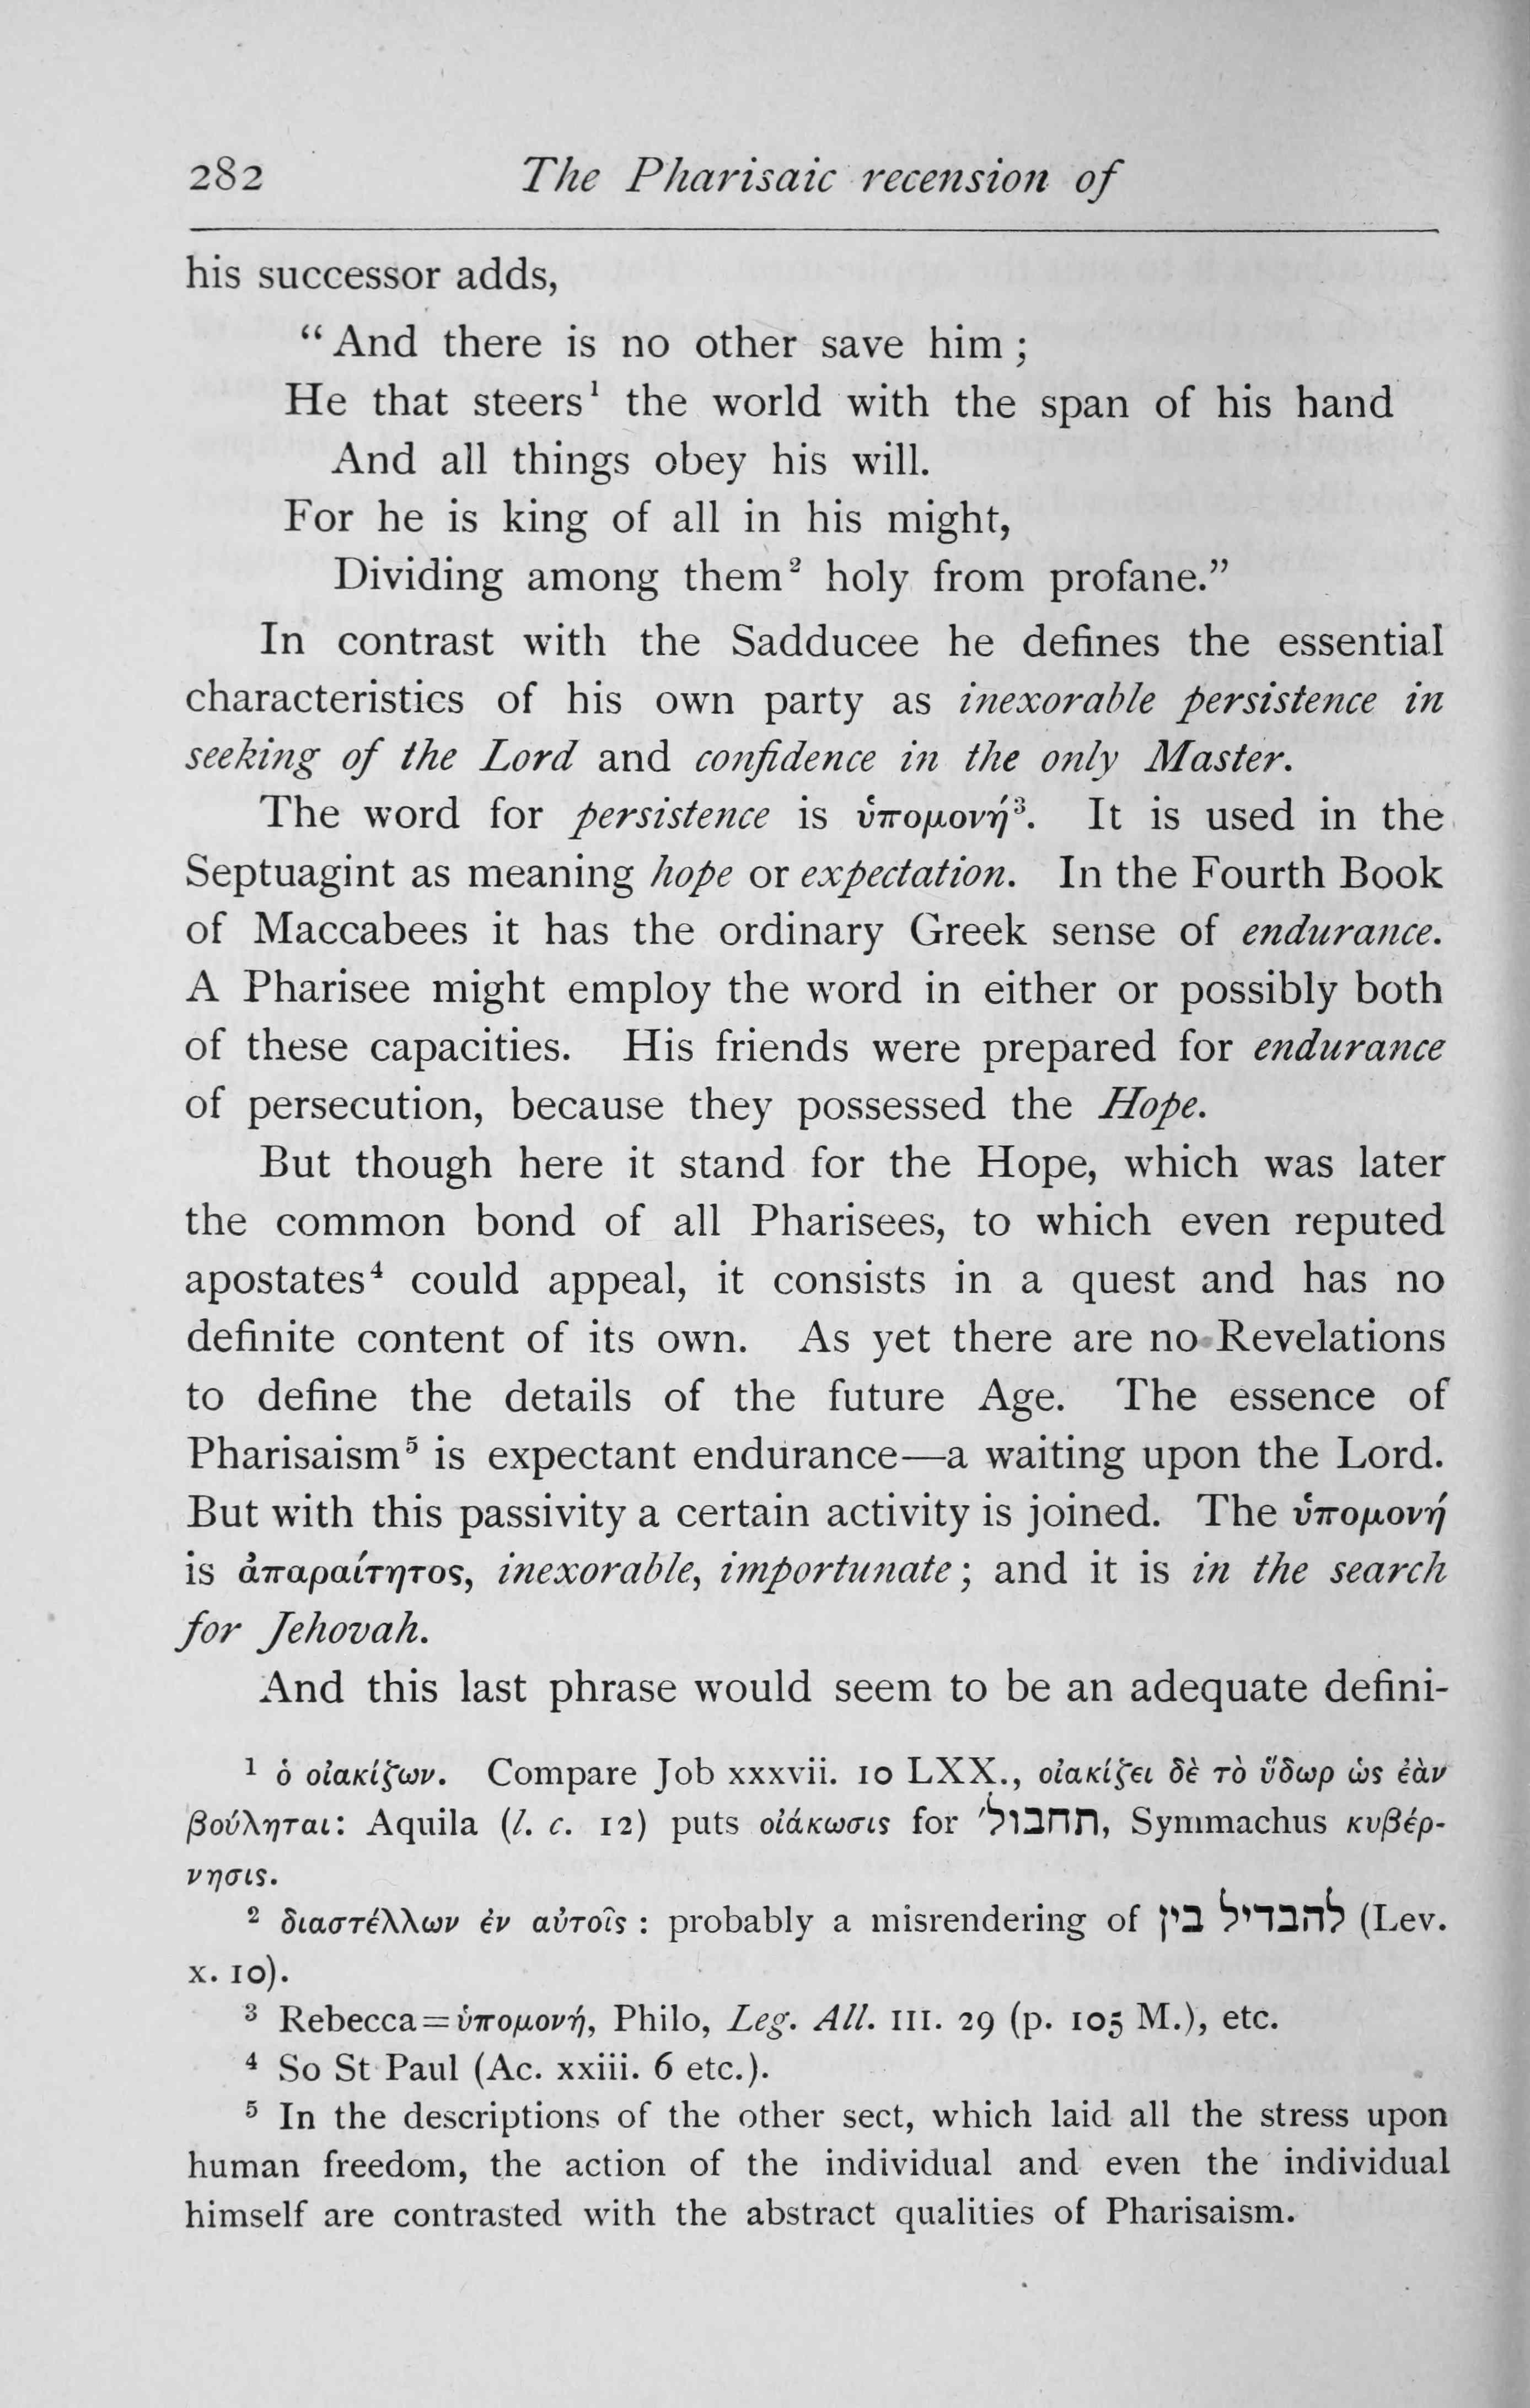 282 The Pharisaic recension of
his successor adds,
“ And there is no other save him ;
He that steers¹ the world with the span of his hand
And all things obey his will.
For he is king of all in his might,
Dividing among them² holy from profane.”
In contrast with the Sadducee he defines the essential
characteristics of his own party as inexorable persistence in
seeking of the Lord and confidence in the only Master.
The word for persistence is ὑπομονή³. It is used in the
Septuagint as meaning hope or expectation. In the Fourth Book
of Maccabees it has the ordinary Greek sense of endurance.
A Pharisee might employ the word in either or possibly both
of these capacities. His friends were prepared for endurance
of persecution, because they possessed the Hope.
But though here it stand for the Hope, which was later
the common bond of all Pharisees, to which even reputed
apostates⁴ could appeal, it consists in a quest and has no
definite content of its own. As yet there are no Revelations
to define the details of the future Age. The essence of
Pharisaism⁵ is expectant endurance—a waiting upon the Lord.
But with this passivity a certain activity is joined. The ὑπομονή
is ἀπαραίτητος, inexorable, importunate ; and it is in the search
for Jehovah.
And this last phrase would seem to be an adequate defini-
¹ ὁ οἰακίζων. Compare Job xxxvii. 10 LXX., οἰακίζει δὲ τὸ ὕδωρ ὡς ἐὰν
βούληται: Aquila (l. c. 12) puts οἰάκωσις for תחבול׳, Symmachus κυβέρ-
νησις.
² διαστέλλων ἐν αὐτοῖς : probably a misrendering of להבדיל בין (Lev.
x. 10).
³ Rebecca=ὑπομονή, Philo, Leg. All. III. 29 (p. 105 M.), etc.
⁴ So St Paul (Ac. xxiii. 6 etc.).
⁵ In the descriptions of the other sect, which laid all the stress upon
human freedom, the action of the individual and even the individual
himself are contrasted with the abstract qualities of Pharisaism.